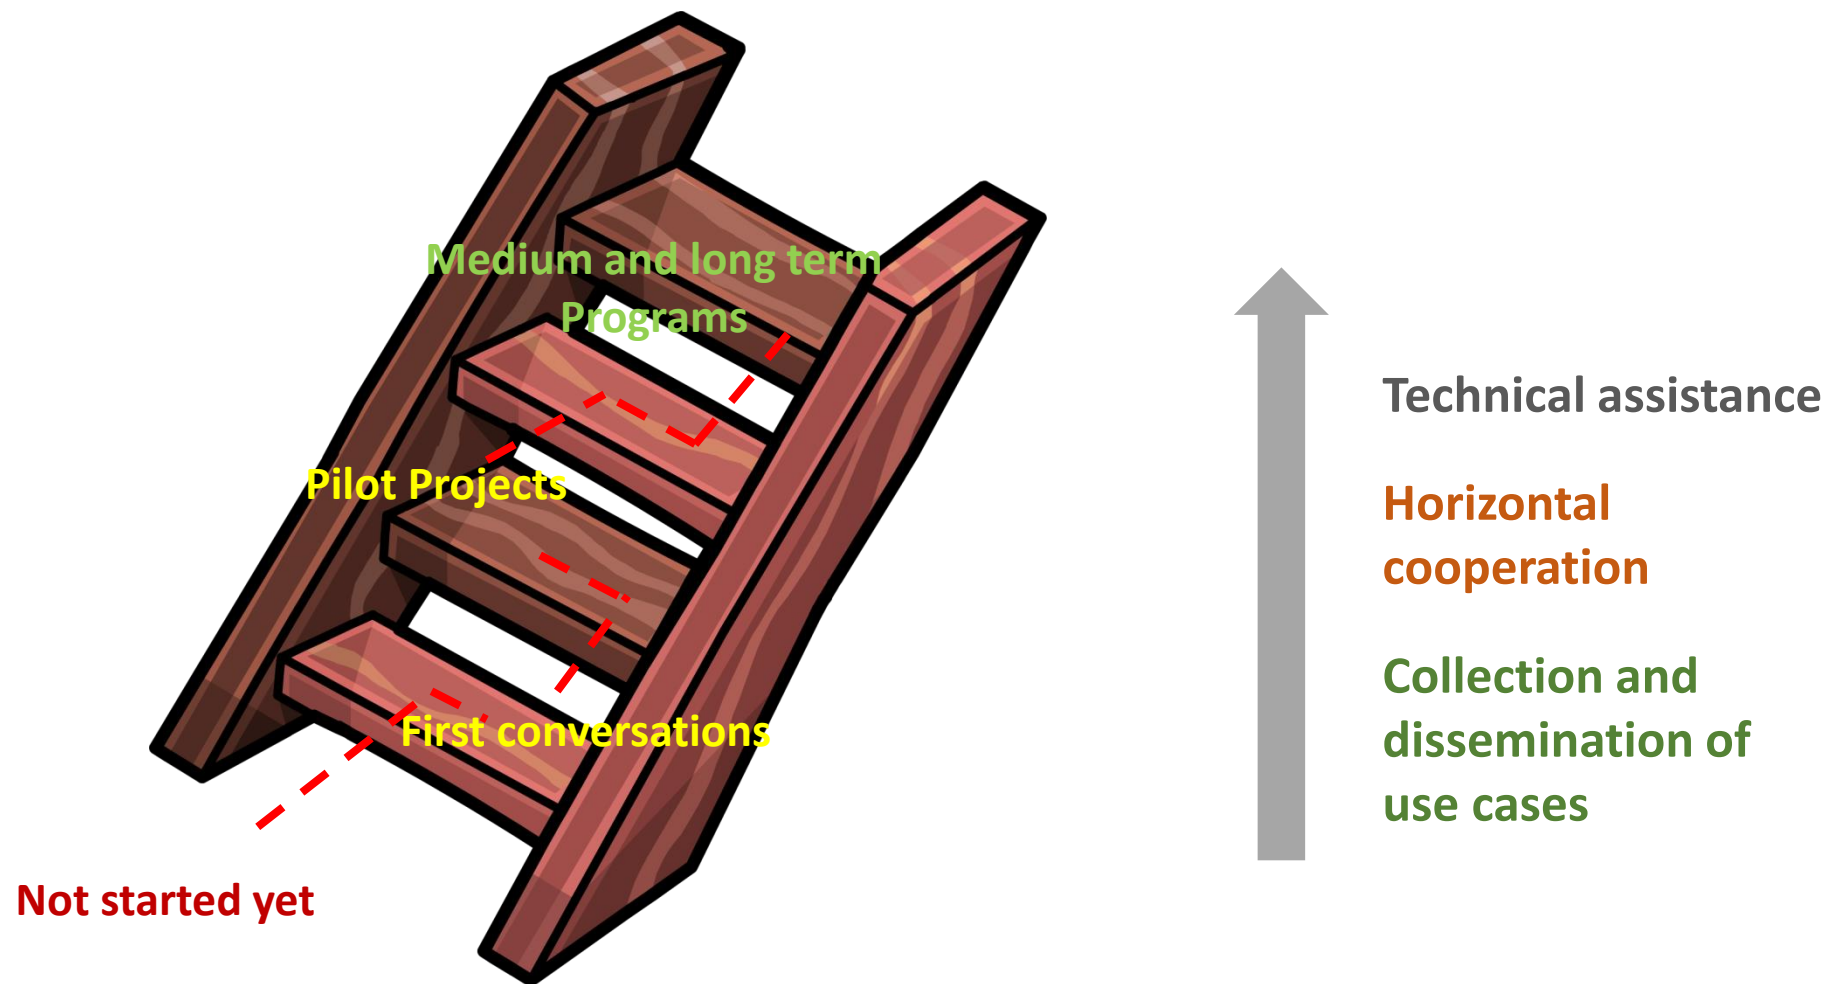 Medium and long term
Programs
Pilot Projects
First conversations
Not started yet
Technical assistance
Horizontal
cooperation
Collection and
dissemination of
use cases